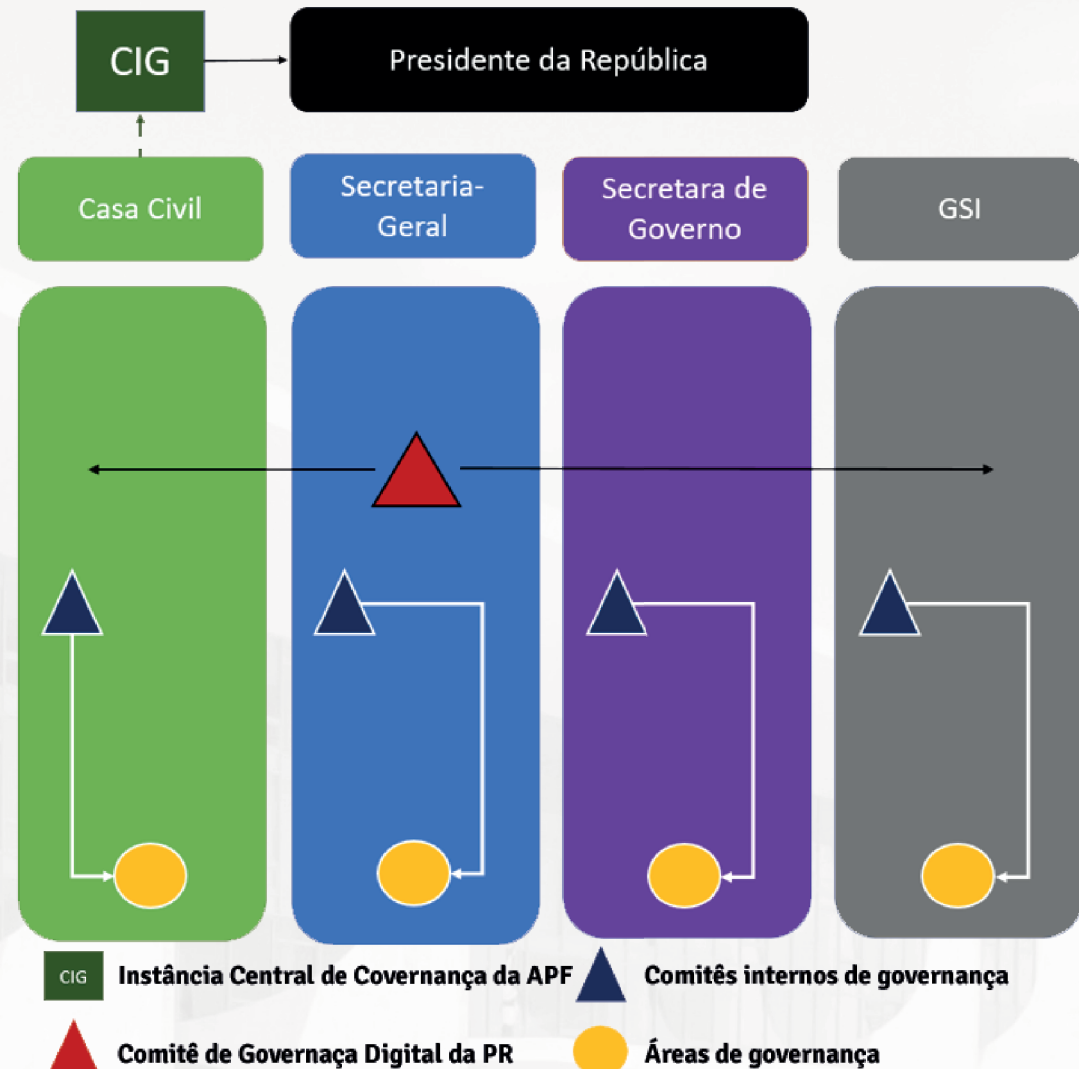 CIG
Presidente da República
Casa Civil
Secretaria-
Geral
Secretara de
Governo
GSI
CIG
Instância Central de Covernança da APF
Comitês internos de governança
Comitê de Governaça Digital da PR
Áreas de governança